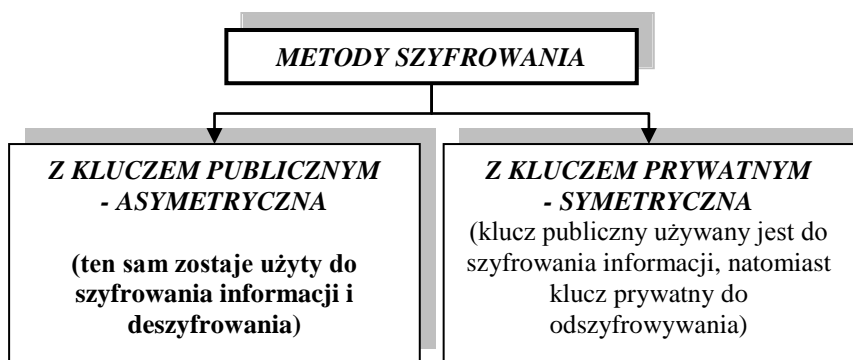 METODY SZYFROWANIA
Z KLUCZEM PUBLICZNYM
- ASYMETRYCZNA
(ten sam zostaje użyty do
szyfrowania informacji i
deszyfrowania)
Z KLUCZEM PRYWATNYM
- SYMETRYCZNA
(klucz publiczny używany jest do
szyfrowania informacji, natomiast
klucz prywatny do
odszyfrowywania)